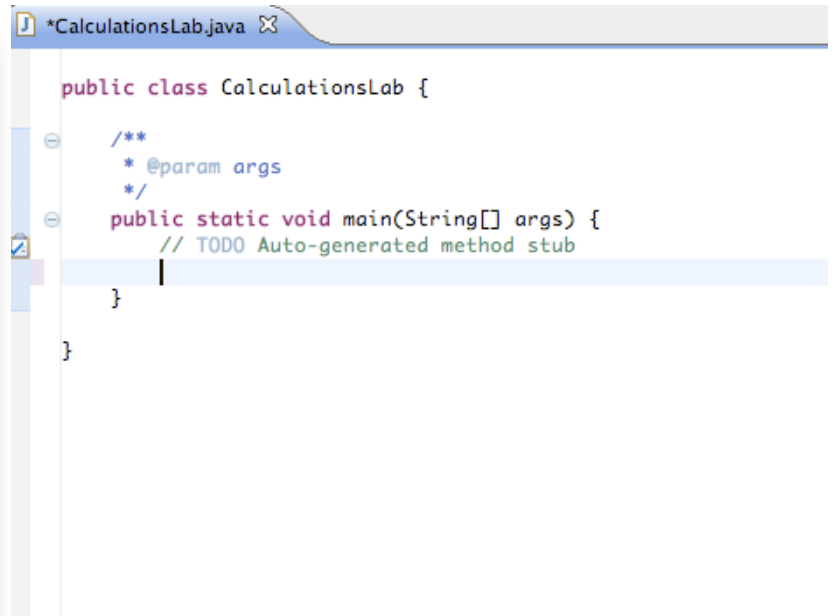 *CalculationsLab.java
public class CalculationsLab {
/**
* @param args
*/
public static void main(String[] args) {
// TODO Auto-generated method stub
}
}